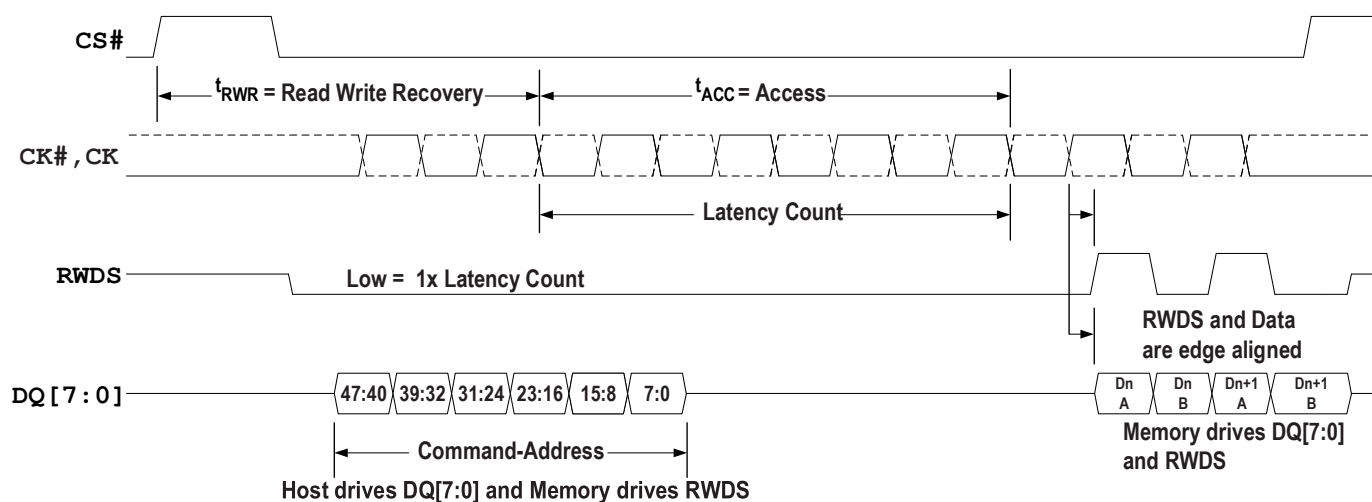 CS#
tRWR = Read Write Recovery
tACC = Access
CK#,CK
Latency Count
RWDS
Low = 1x Latency Count
RWDS and Data
are edge aligned
DQ[7:0]
47:40 39:32 31:24 23:16 15:8 7:0
Dn A
Dn B
Dn+1 A
Dn+1 B
Command-Address
Memory drives DQ[7:0]
and RWDS
Host drives DQ[7:0] and Memory drives RWDS